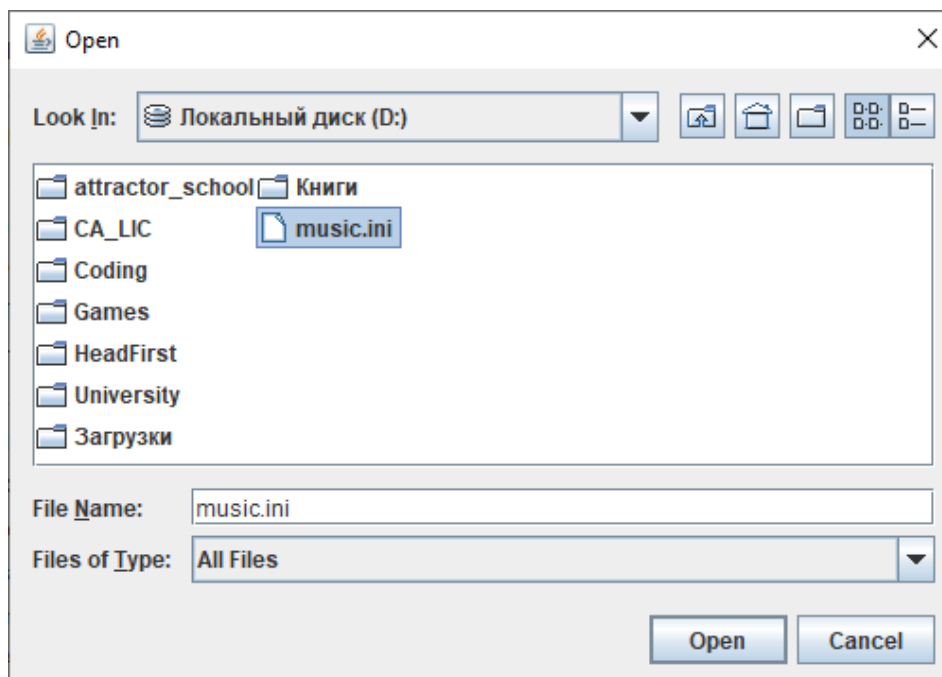 Open
Look In: Локальный диск (D:)
attractor_school Книги
CA_LIC music.ini
Coding
Games
HeadFirst
University
Загрузки
File Name: music.ini
Files of Type: All Files
Open Cancel